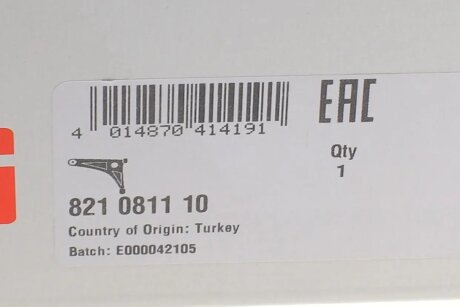 EAC
4 014870 414191
Qty
1
821 0811 10
Country of Origin: Turkey
Batch: E000042105